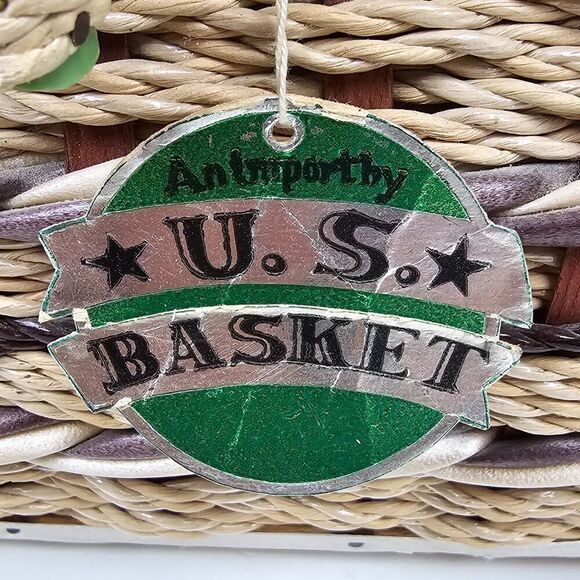 An Import by
★ U. S. ★
BASKET